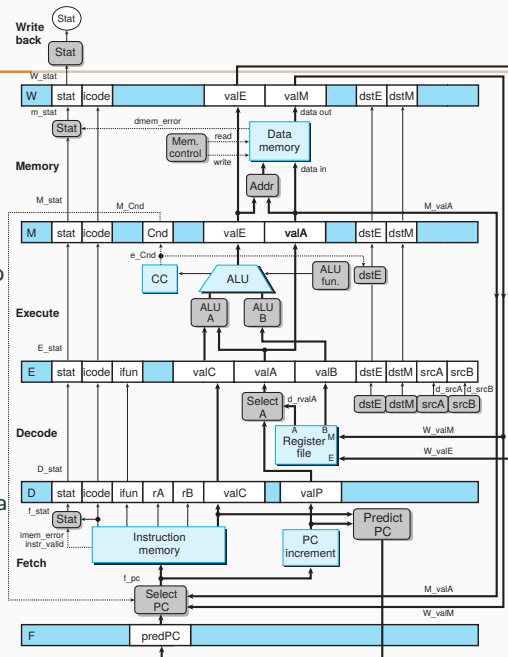 Stat
Write
back
Stat
W_stat
W stat icode valE valM dstE dstM
m_stat
data out
Stat
dmem_error
read
Mem.
control
write
Data
memory
Memory
data in
Addr
M_stat
M_Cnd
M_valA
M stat icode Cnd valE valA dstE dstM
e_Cnd
CC
ALU
ALU
fun.
dstE
ALU
A
ALU
B
Execute
E_stat
E stat icode ifun valC valA valB dstE dstM srcA srcB
d_srcA d_srcB
Select
A
d_rvalA
dstE dstM srcA srcB
A B
M
Register
file
E
W_valM
W_valE
Decode
D_stat
D stat icode ifun rA rB valC valP
f_stat
Stat
a
imem_error
instr_valid
Instruction
memory
PC
increment
Predict
PC
Fetch
f_pc
Select
PC
M_valA
W_valM
F predPC